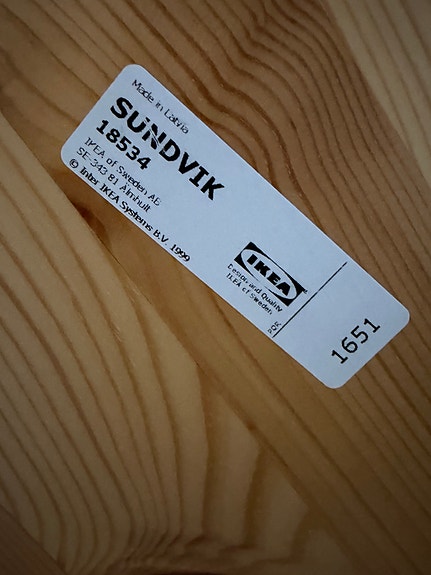 Made in Latvia
SUNDVIK
18534
IKEA of Sweden AB
SE-343 81 Älmhult
© Inter IKEA Systems B.V. 1999
IKEA
Design and Quality
IKEA of Sweden
1651